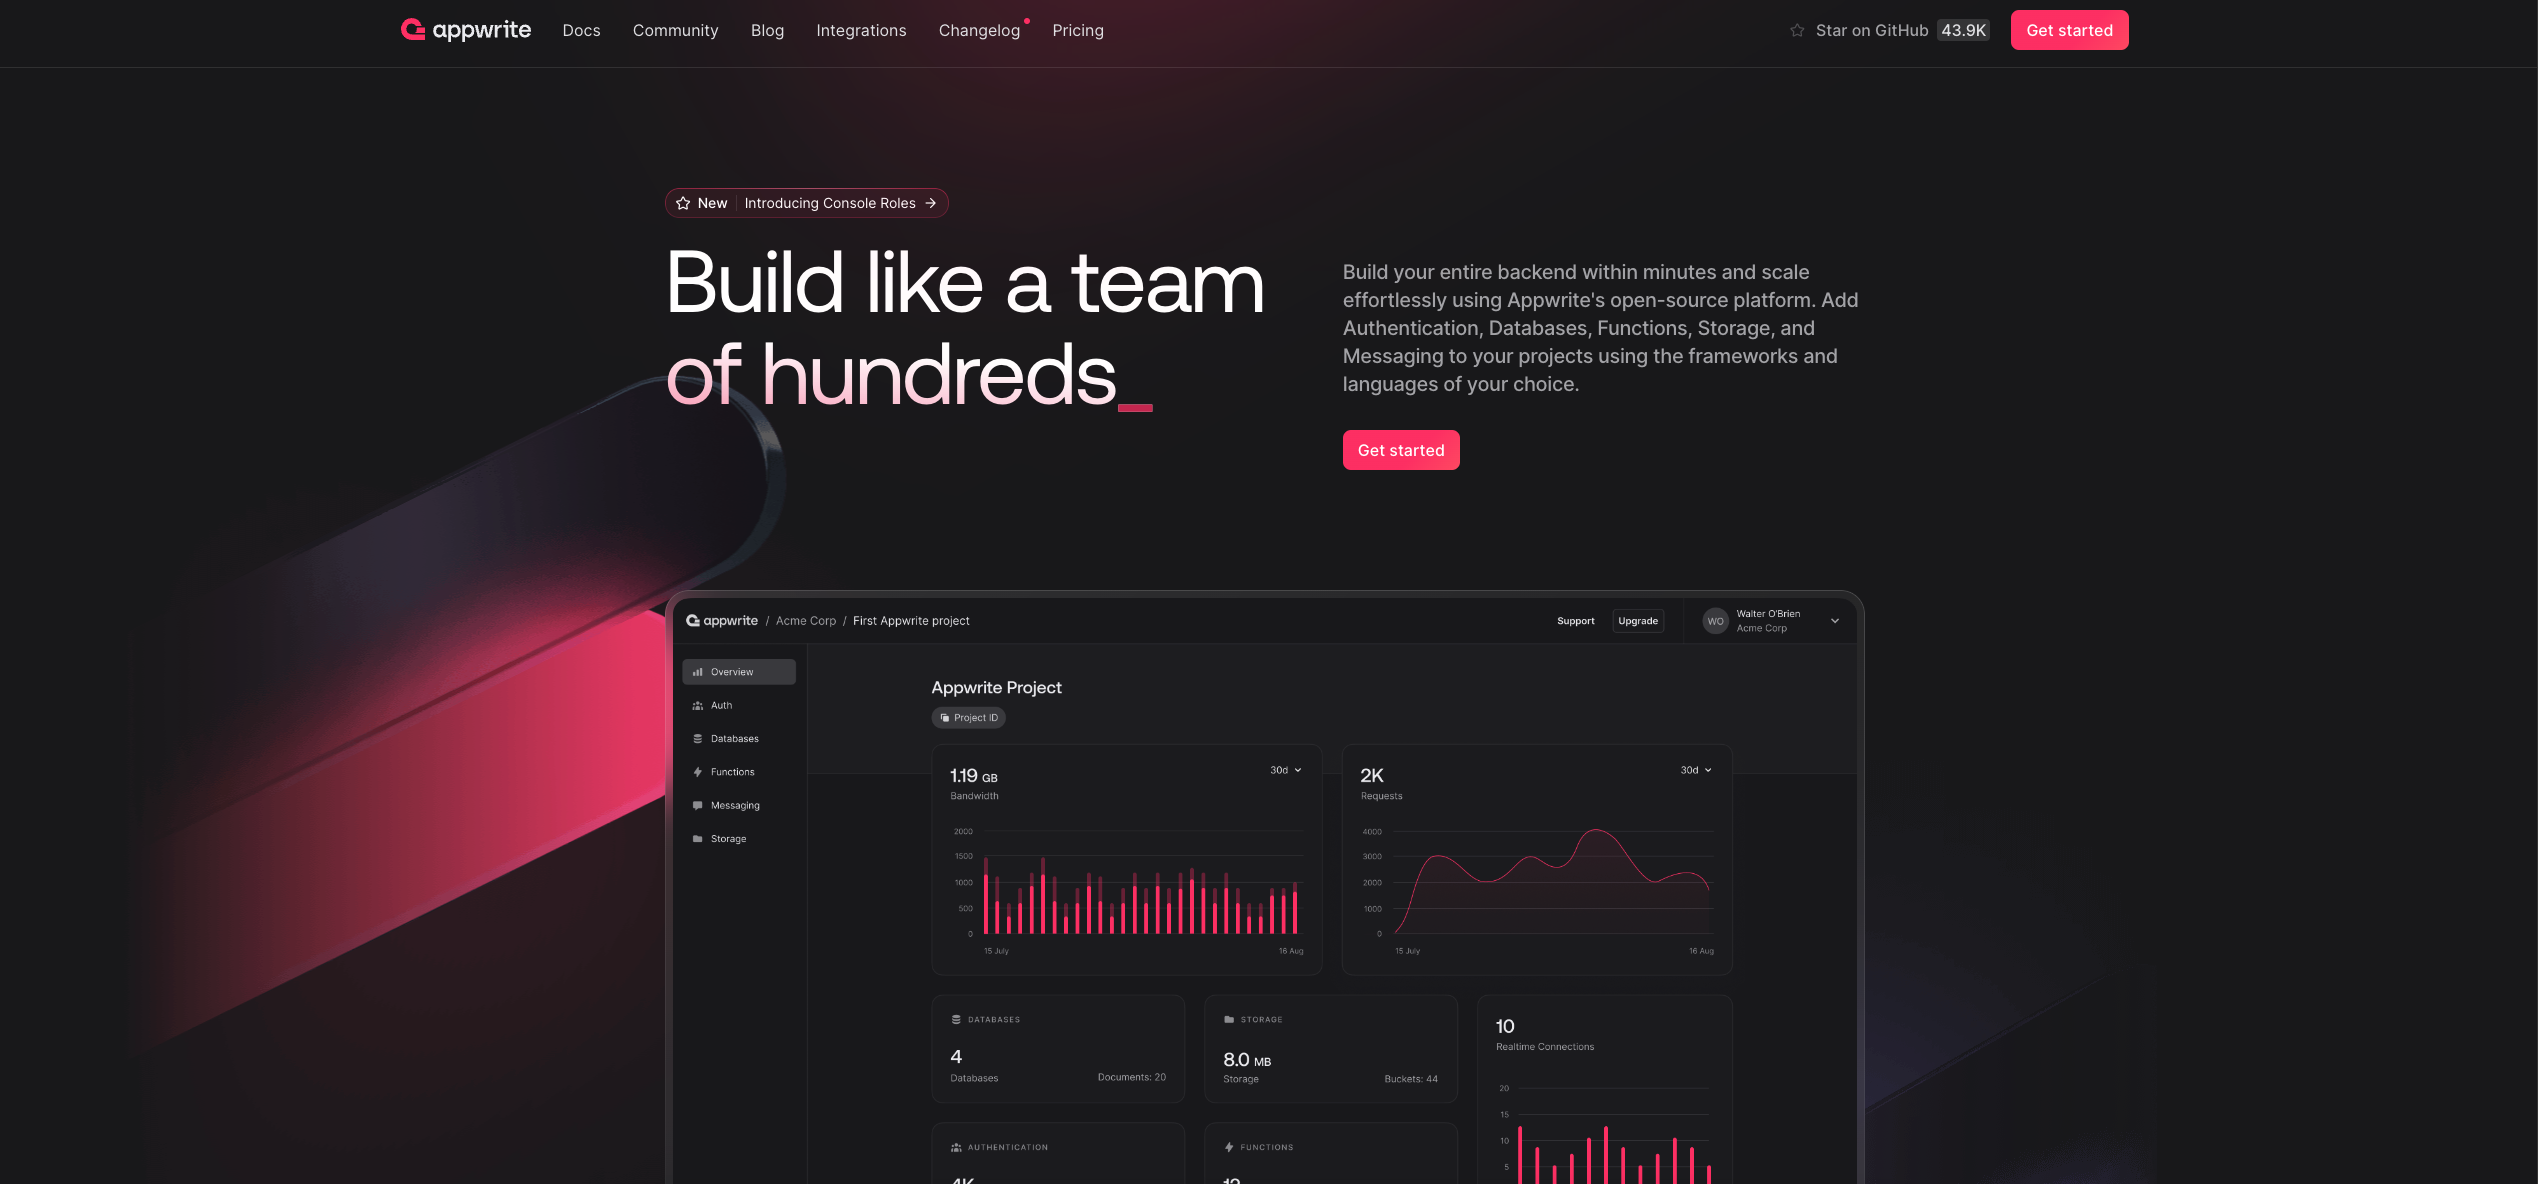 appwrite
Docs
Community
Blog
Integrations
Changelog
Pricing
Star on GitHub 43.9K
Get started
New
Introducing Console Roles
Build like a team
of hundreds_
Build your entire backend within minutes and scale
effortlessly using Appwrite's open-source platform. Add
Authentication, Databases, Functions, Storage, and
Messaging to your projects using the frameworks and
languages of your choice.
Get started
appwrite / Acme Corp / First Appwrite project
Support
Upgrade
WO
Walter O'Brien
Acme Corp
Overview
Auth
Databases
Functions
Messaging
Storage
Appwrite Project
Project ID
1.19 GB
Bandwidth
30d
2000
1500
1000
500
0
15 July
16 Aug
2K
Requests
30d
4000
3000
2000
1000
0
15 July
16 Aug
DATABASES
4
Databases
Documents: 20
STORAGE
8.0 MB
Storage
Buckets: 44
10
Realtime Connections
20
15
10
5
AUTHENTICATION
FUNCTIONS